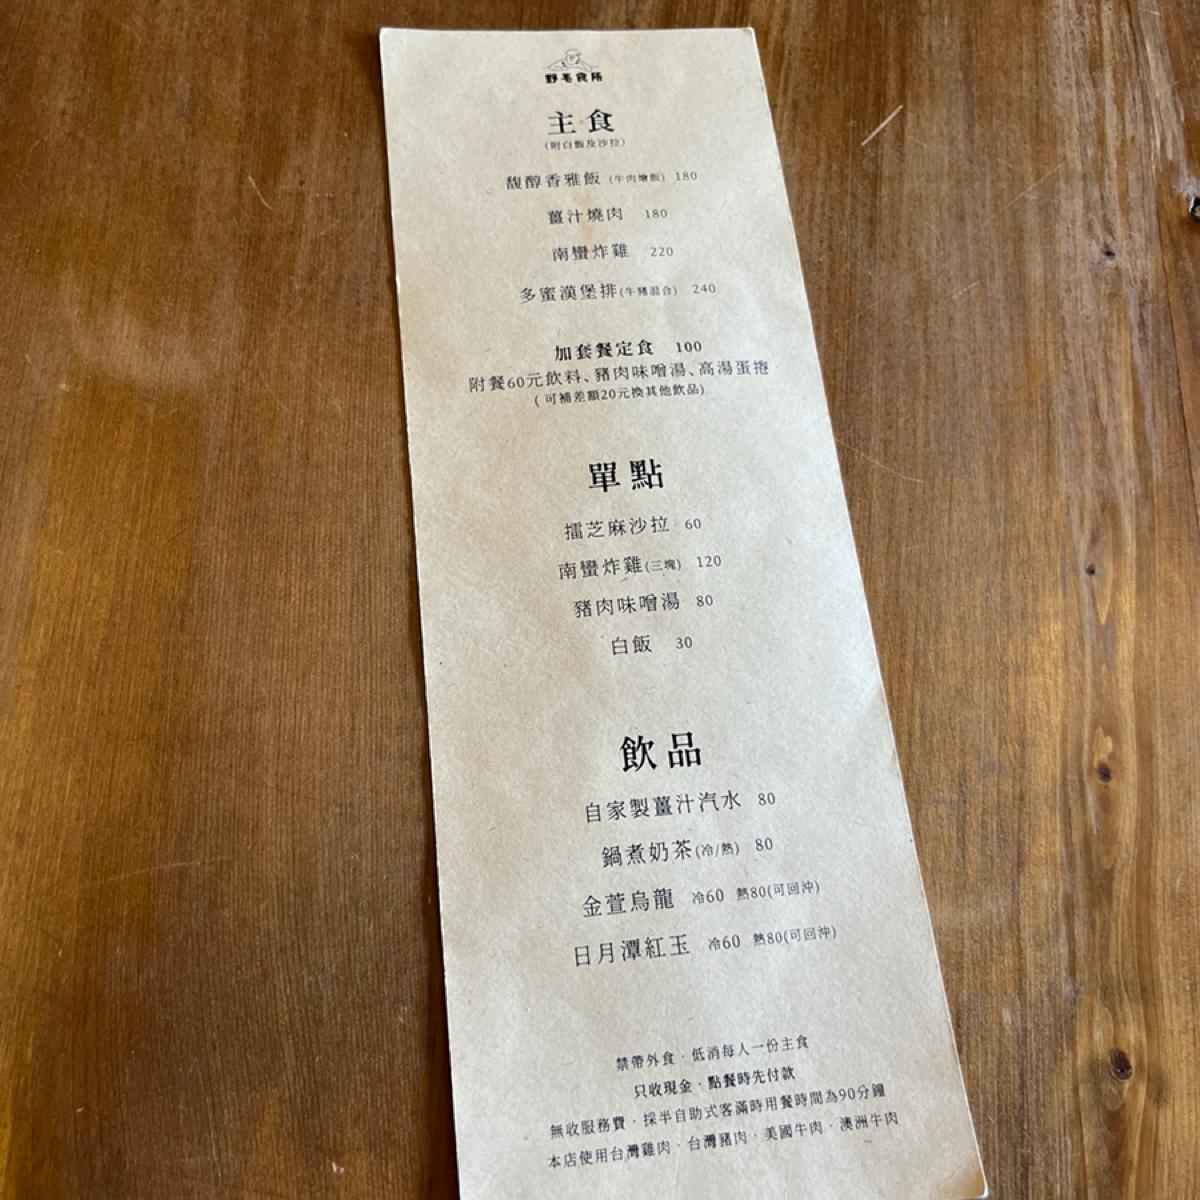 野毛食所
主食
(附白飯及沙拉)
馥醇香雅飯 (牛肉燴飯) 180
薑汁燒肉 180
南蠻炸雞 220
多蜜漢堡排(牛豬混合) 240
加套餐定食 100
附餐60元飲料、豬肉味噌湯、高湯蛋捲
(可補差額20元換其他飲品)
單點
擂芝麻沙拉 60
南蠻炸雞(三塊) 120
豬肉味噌湯 80
白飯 30
飲品
自家製薑汁汽水 80
鍋煮奶茶(冷/熱) 80
金萱烏龍 冷60 熱80(可回沖)
日月潭紅玉 冷60 熱80(可回沖)
禁帶外食·低消每人一份主食
只收現金·點餐時先付款
無收服務費·採半自助式客滿時用餐時間為90分鐘
本店使用台灣雞肉·台灣豬肉·美國牛肉·澳洲牛肉